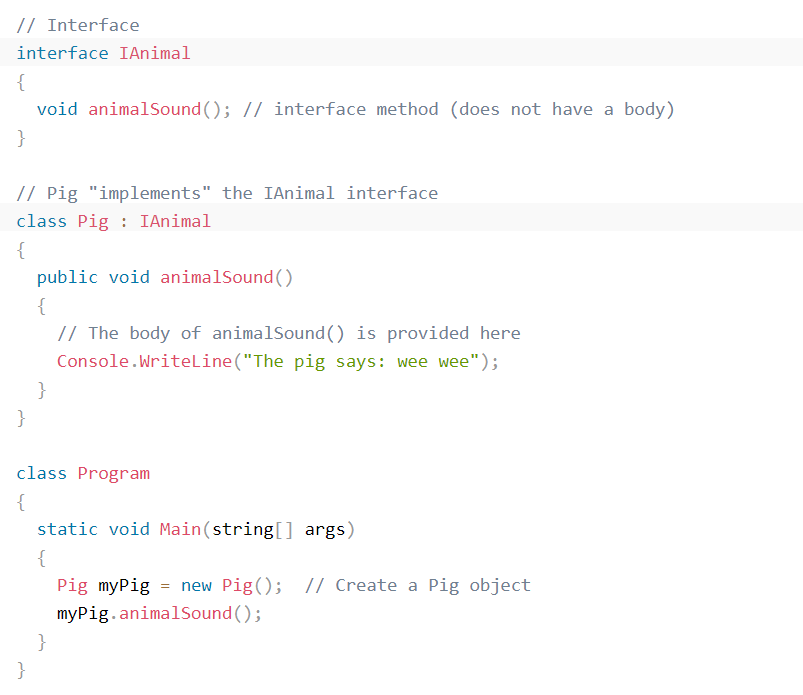 // Interface
interface IAnimal
{
  void animalSound(); // interface method (does not have a body)
}

// Pig "implements" the IAnimal interface
class Pig : IAnimal
{
  public void animalSound()
  {
    // The body of animalSound() is provided here
    Console.WriteLine("The pig says: wee wee");
  }
}

class Program
{
  static void Main(string[] args)
  {
    Pig myPig = new Pig();  // Create a Pig object
    myPig.animalSound();
  }
}